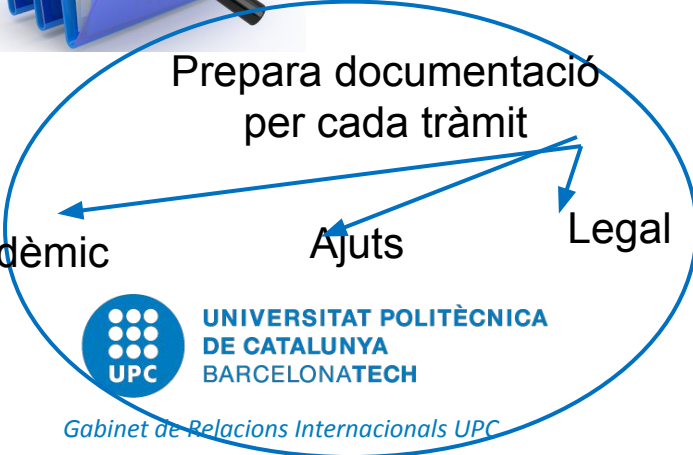 Prepara documentació
per cada tràmit
dèmic
Ajuts
Legal
UPC
UNIVERSITAT POLITÈCNICA
DE CATALUNYA
BARCELONATECH
Gabinet de Relacions Internacionals UPC